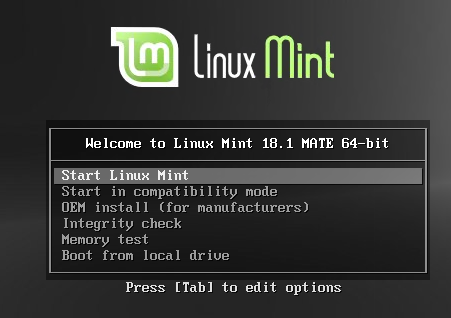 Linux Mint
Welcome to Linux Mint 18.1 MATE 64-bit
Start Linux Mint
Start in compatibility mode
OEM install (for manufacturers)
Integrity check
Memory test
Boot from local drive
Press [Tab] to edit options